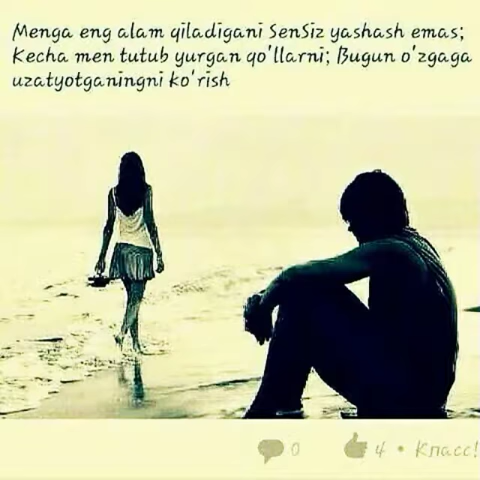 Menga eng alam qiladigani SenSiz yashash emas;
Kecha men tutub yurgan qo'llarni; Bugun o'zgaga
uzatyotganingni ko'rish
0 4 • Класс!